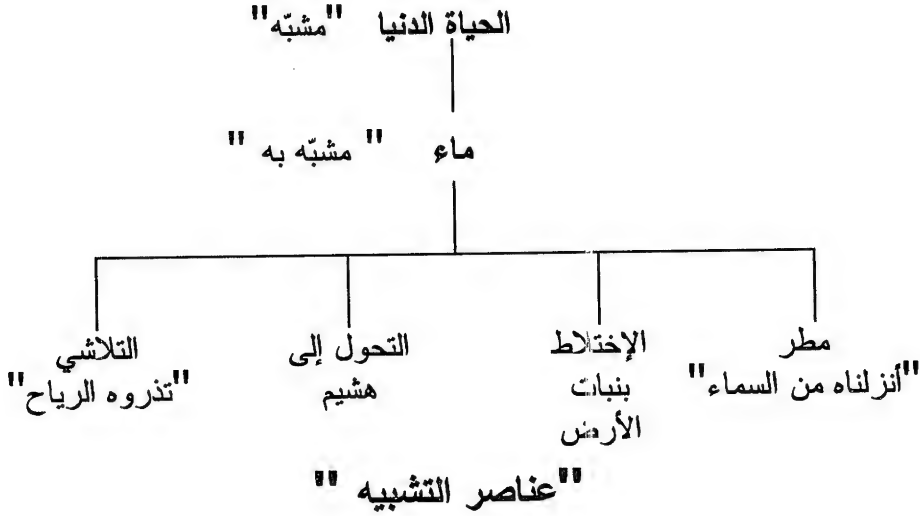 الحياة الدنيا "مشبّه"
ماء " مشبّه به "
مطر
"أنزلناه من السماء"
الإختلاط
بنبات
الأرض
التحول إلى
هشيم
التلاشي
"تذروه الرياح"
"عناصر التشبيه "